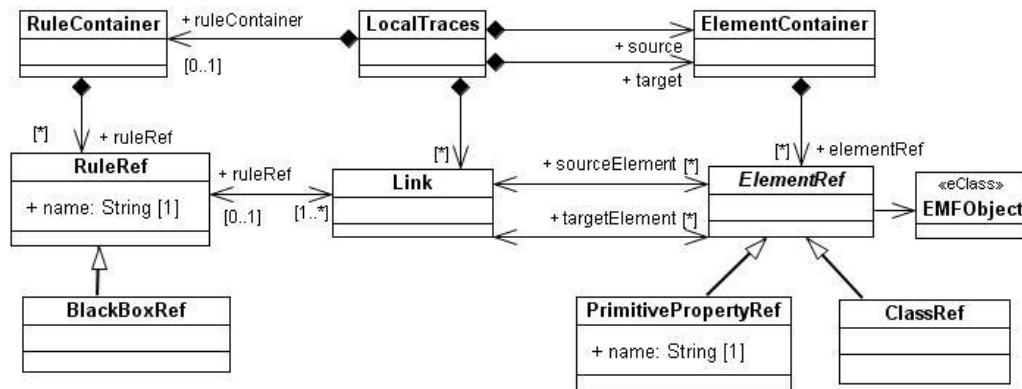 RuleContainer
+ ruleContainer
LocalTraces
ElementContainer
[0..1]
+ source
+ target
[*]
+ ruleRef
[*]
[*]
+ elementRef
RuleRef
+ name: String [1]
+ ruleRef
[0..1]
[1..*]
Link
+ sourceElement [*]
+ targetElement [*]
ElementRef
«eClass»
EMFObject
BlackBoxRef
PrimitivePropertyRef
+ name: String [1]
ClassRef